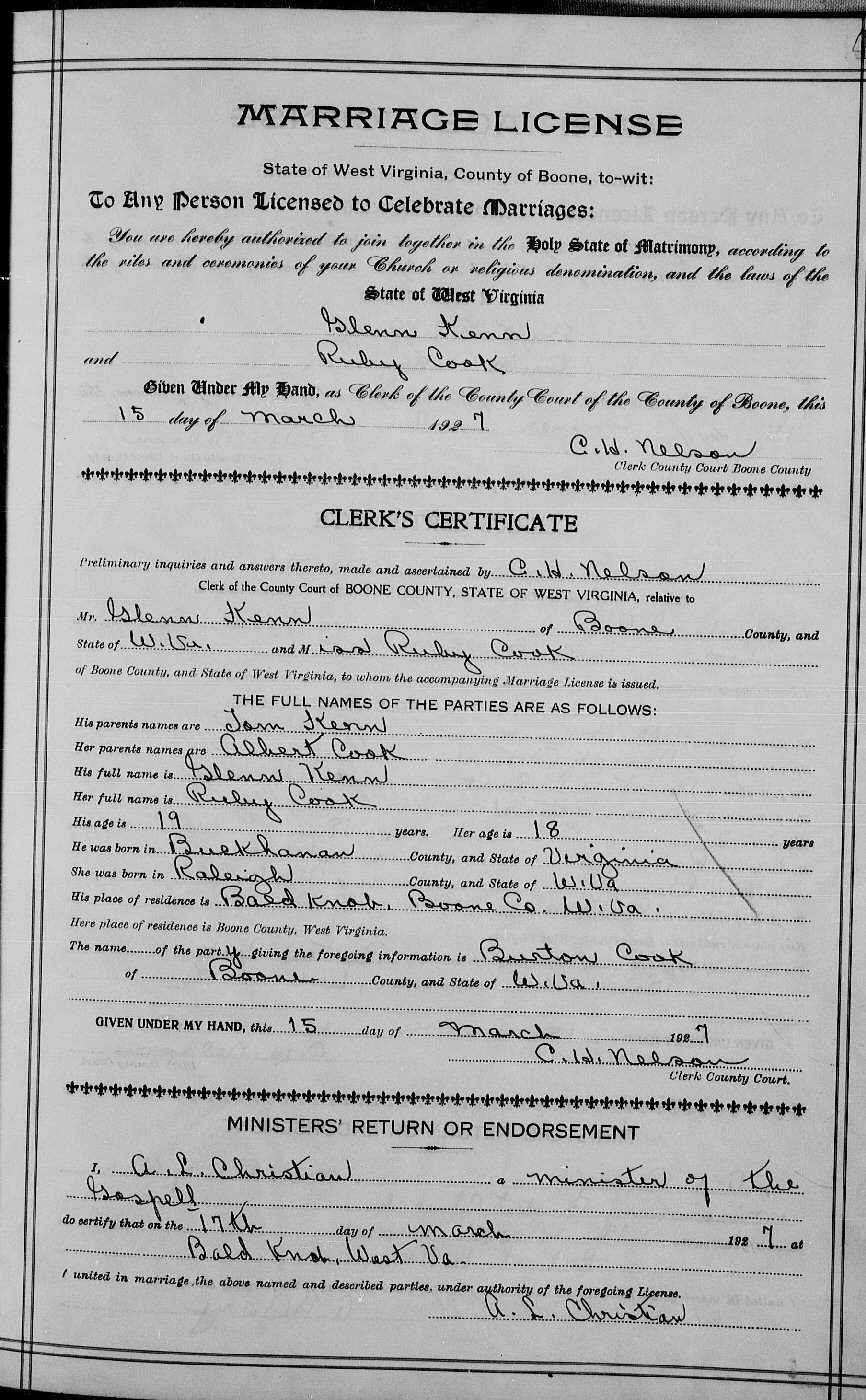 MARRIAGE LICENSE
State of West Virginia, County of Boone, to-wit:
To Any Person Licensed to Celebrate Marriages:
You are hereby authorized to join together in the Holy State of Matrimony, according to
the rites and ceremonies of your Church or religious denomination, and the laws of the
State of West Virginia
Glenn Kenn
and Ruby Cook
Given Under My Hand, as Clerk of the County Court of the County of Boone, this
15 day of March 1927
C. H. Nelson
Clerk County Court Boone County
CLERK'S CERTIFICATE
Preliminary inquiries and answers thereto, made and ascertained by C. H. Nelson
Clerk of the County Court of BOONE COUNTY, STATE OF WEST VIRGINIA, relative to
Mr. Glenn Kenn of Boone County, and
State of W. Va. and Miss Ruby Cook
of Boone County, and State of West Virginia, to whom the accompanying Marriage License is issued.
THE FULL NAMES OF THE PARTIES ARE AS FOLLOWS:
His parents names are Tom Kenn
Her parents names are Albert Cook
His full name is Glenn Kenn
Her full name is Ruby Cook
His age is 19 years. Her age is 18 years
He was born in Buckhanan County, and State of Virginia
She was born in Raleigh County, and State of W. Va
His place of residence is Bald Knob, Boone Co. W. Va.
Here place of residence is Boone County, West Virginia.
The name of the party giving the foregoing information is Burton Cook
of Boone County, and State of W. Va.
GIVEN UNDER MY HAND, this 15 day of March 1927
C. H. Nelson
Clerk County Court.
MINISTERS' RETURN OR ENDORSEMENT
I, A. L. Christian a minister of the
Gospell
do certify that on the 17th day of March 1927 at
Bald Knob, West Va.
I united in marriage the above named and described parties, under authority of the foregoing License.
A. L. Christian